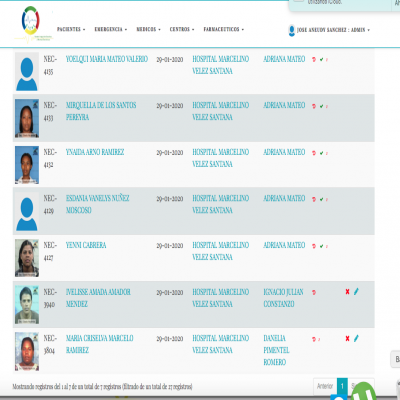 utilizando iCloud.
PACIENTES EMERGENCIA MEDICOS CENTROS FARMACEUTICOS JOSE ANEUDY SANCHEZ : ADMIN
NEC- YOELQUI MARIA MATEO VALERIO 29-01-2020 HOSPITAL MARCELINO ADRIANA MATEO
4135 VELEZ SANTANA
NEC- MIRQUELLA DE LOS SANTOS 29-01-2020 HOSPITAL MARCELINO ADRIANA MATEO
4133 PEREYRA VELEZ SANTANA
NEC- YNAIDA ARNO RAMIREZ 29-01-2020 HOSPITAL MARCELINO ADRIANA MATEO
4132 VELEZ SANTANA
NEC- ESDANIA VANELYS NUÑEZ 29-01-2020 HOSPITAL MARCELINO ADRIANA MATEO
4129 MOSCOSO VELEZ SANTANA
NEC- YENNI CABRERA 29-01-2020 HOSPITAL MARCELINO ADRIANA MATEO
4127 VELEZ SANTANA
NEC- IVELISSE AMADA AMADOR 29-01-2020 HOSPITAL MARCELINO IGNACIO JULIAN
3940 MENDEZ VELEZ SANTANA CONSTANZO
NEC- MARIA CRISELVA MARCELO 29-01-2020 HOSPITAL MARCELINO DANELIA
3804 RAMIREZ VELEZ SANTANA PIMENTEL
ROMERO
Mostrando registros del 1 al 7 de un total de 7 registros (filtrado de un total de 17 registros) Anterior 1